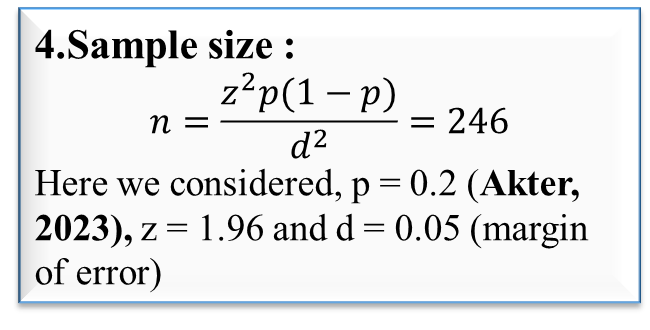 4.Sample size :
n = z²p(1 − p) / d² = 246
Here we considered, p = 0.2 (Akter,
2023), z = 1.96 and d = 0.05 (margin
of error)